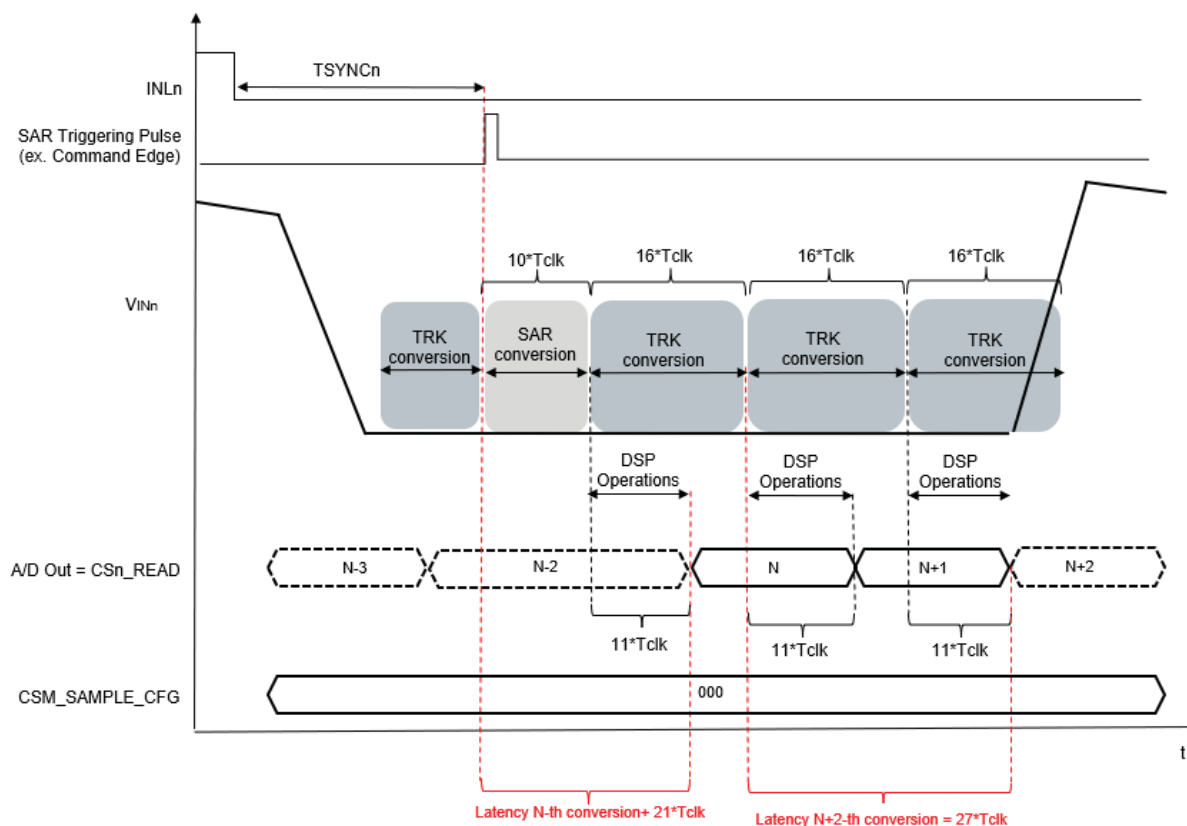 INLn
TSYNCn
SAR Triggering Pulse
(ex. Command Edge)
10*Tclk
16*Tclk
16*Tclk
16*Tclk
VINn
TRK
conversion
SAR
conversion
TRK
conversion
TRK
conversion
TRK
conversion
DSP
Operations
DSP
Operations
DSP
Operations
A/D Out = CSn_READ
N-3
N-2
N
N+1
N+2
11*Tclk
11*Tclk
11*Tclk
CSM_SAMPLE_CFG
000
t
Latency N-th conversion+ 21*Tclk
Latency N+2-th conversion = 27*Tclk